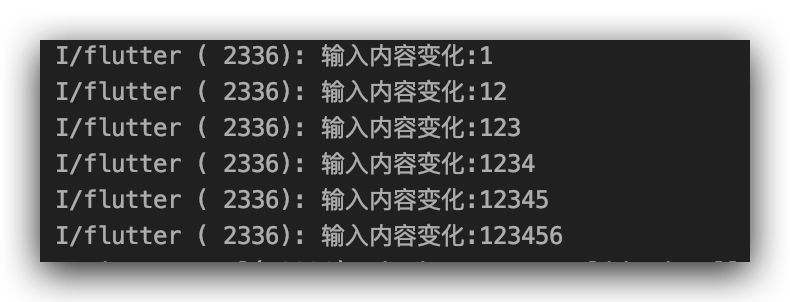 I/flutter ( 2336): 输入内容变化:1
I/flutter ( 2336): 输入内容变化:12
I/flutter ( 2336): 输入内容变化:123
I/flutter ( 2336): 输入内容变化:1234
I/flutter ( 2336): 输入内容变化:12345
I/flutter ( 2336): 输入内容变化:123456